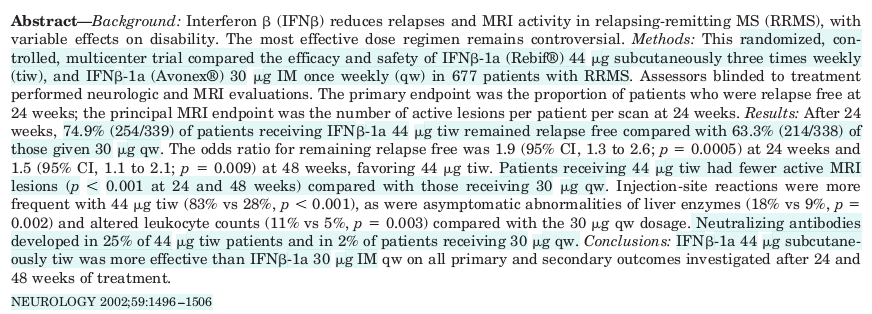 Abstract—Background: Interferon β (IFNβ) reduces relapses and MRI activity in relapsing-remitting MS (RRMS), with
variable effects on disability. The most effective dose regimen remains controversial. Methods: This randomized, con-
trolled, multicenter trial compared the efficacy and safety of IFNβ-1a (Rebif®) 44 μg subcutaneously three times weekly
(tiw), and IFNβ-1a (Avonex®) 30 μg IM once weekly (qw) in 677 patients with RRMS. Assessors blinded to treatment
performed neurologic and MRI evaluations. The primary endpoint was the proportion of patients who were relapse free at
24 weeks; the principal MRI endpoint was the number of active lesions per patient per scan at 24 weeks. Results: After 24
weeks, 74.9% (254/339) of patients receiving IFNβ-1a 44 μg tiw remained relapse free compared with 63.3% (214/338) of
those given 30 μg qw. The odds ratio for remaining relapse free was 1.9 (95% CI, 1.3 to 2.6; p = 0.0005) at 24 weeks and
1.5 (95% CI, 1.1 to 2.1; p = 0.009) at 48 weeks, favoring 44 μg tiw. Patients receiving 44 μg tiw had fewer active MRI
lesions (p < 0.001 at 24 and 48 weeks) compared with those receiving 30 μg qw. Injection-site reactions were more
frequent with 44 μg tiw (83% vs 28%, p < 0.001), as were asymptomatic abnormalities of liver enzymes (18% vs 9%, p =
0.002) and altered leukocyte counts (11% vs 5%, p = 0.003) compared with the 30 μg qw dosage. Neutralizing antibodies
developed in 25% of 44 μg tiw patients and in 2% of patients receiving 30 μg qw. Conclusions: IFNβ-1a 44 μg subcutane-
ously tiw was more effective than IFNβ-1a 30 μg IM qw on all primary and secondary outcomes investigated after 24 and
48 weeks of treatment.
NEUROLOGY 2002;59:1496–1506